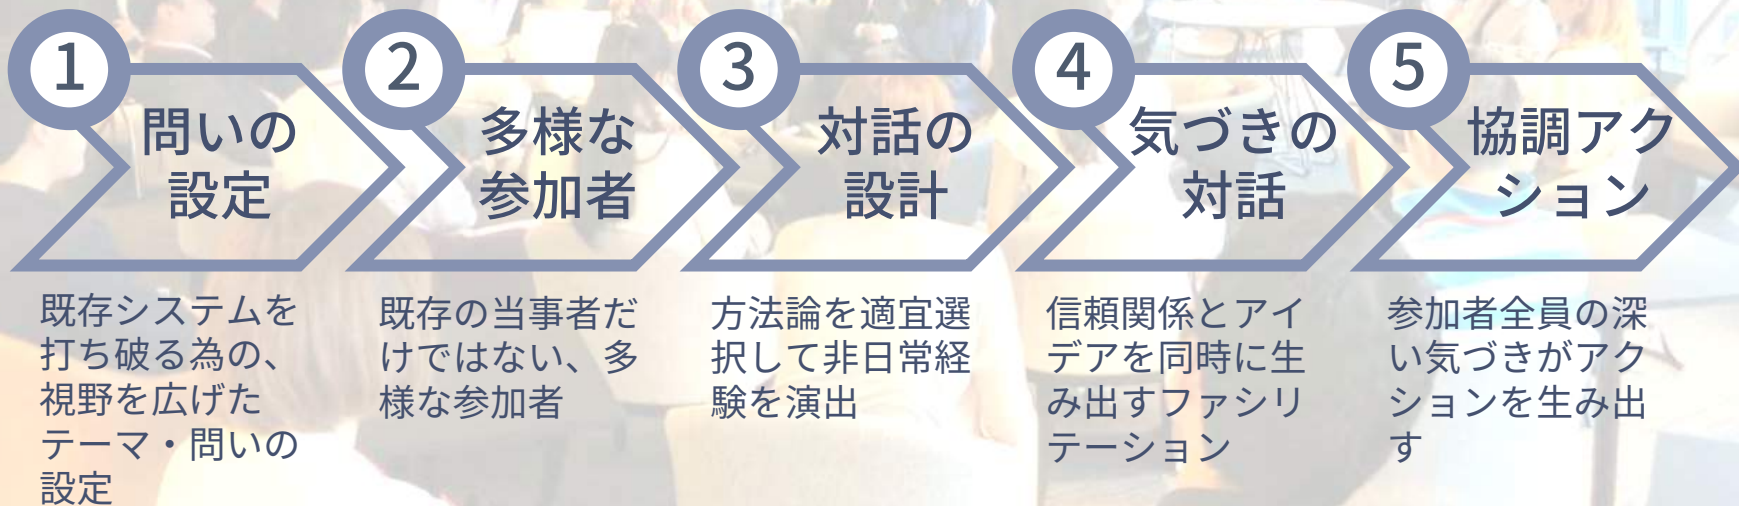 1
問いの
設定
既存システムを
打ち破る為の、
視野を広げた
テーマ・問いの
設定
2
多様な
参加者
既存の当事者だ
けではない、多
様な参加者
3
対話の
設計
方法論を適宜選
択して非日常経
験を演出
4
気づきの
対話
信頼関係とアイ
デアを同時に生
み出すファシリ
テーション
5
協調アク
ション
参加者全員の深
い気づきがアク
ションを生み出
す